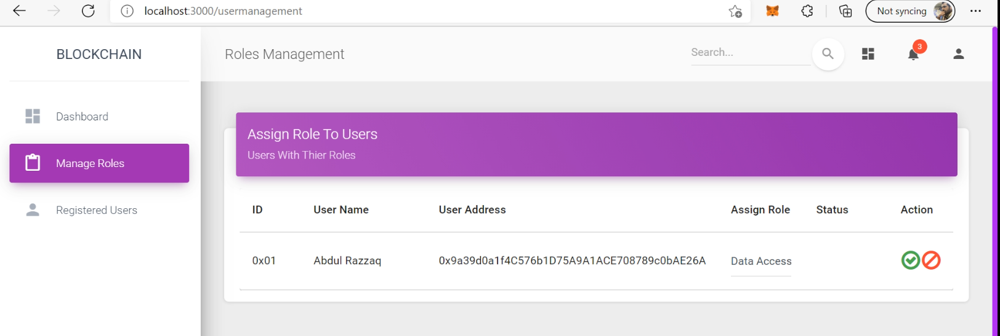 localhost:3000/usermanagement
Not syncing
BLOCKCHAIN
Roles Management
Search...
3
Dashboard
Manage Roles
Registered Users
Assign Role To Users
Users With Thier Roles
ID User Name User Address Assign Role Status Action
0x01 Abdul Razzaq 0x9a39d0a1f4C576b1D75A9A1ACE708789c0bAE26A Data Access